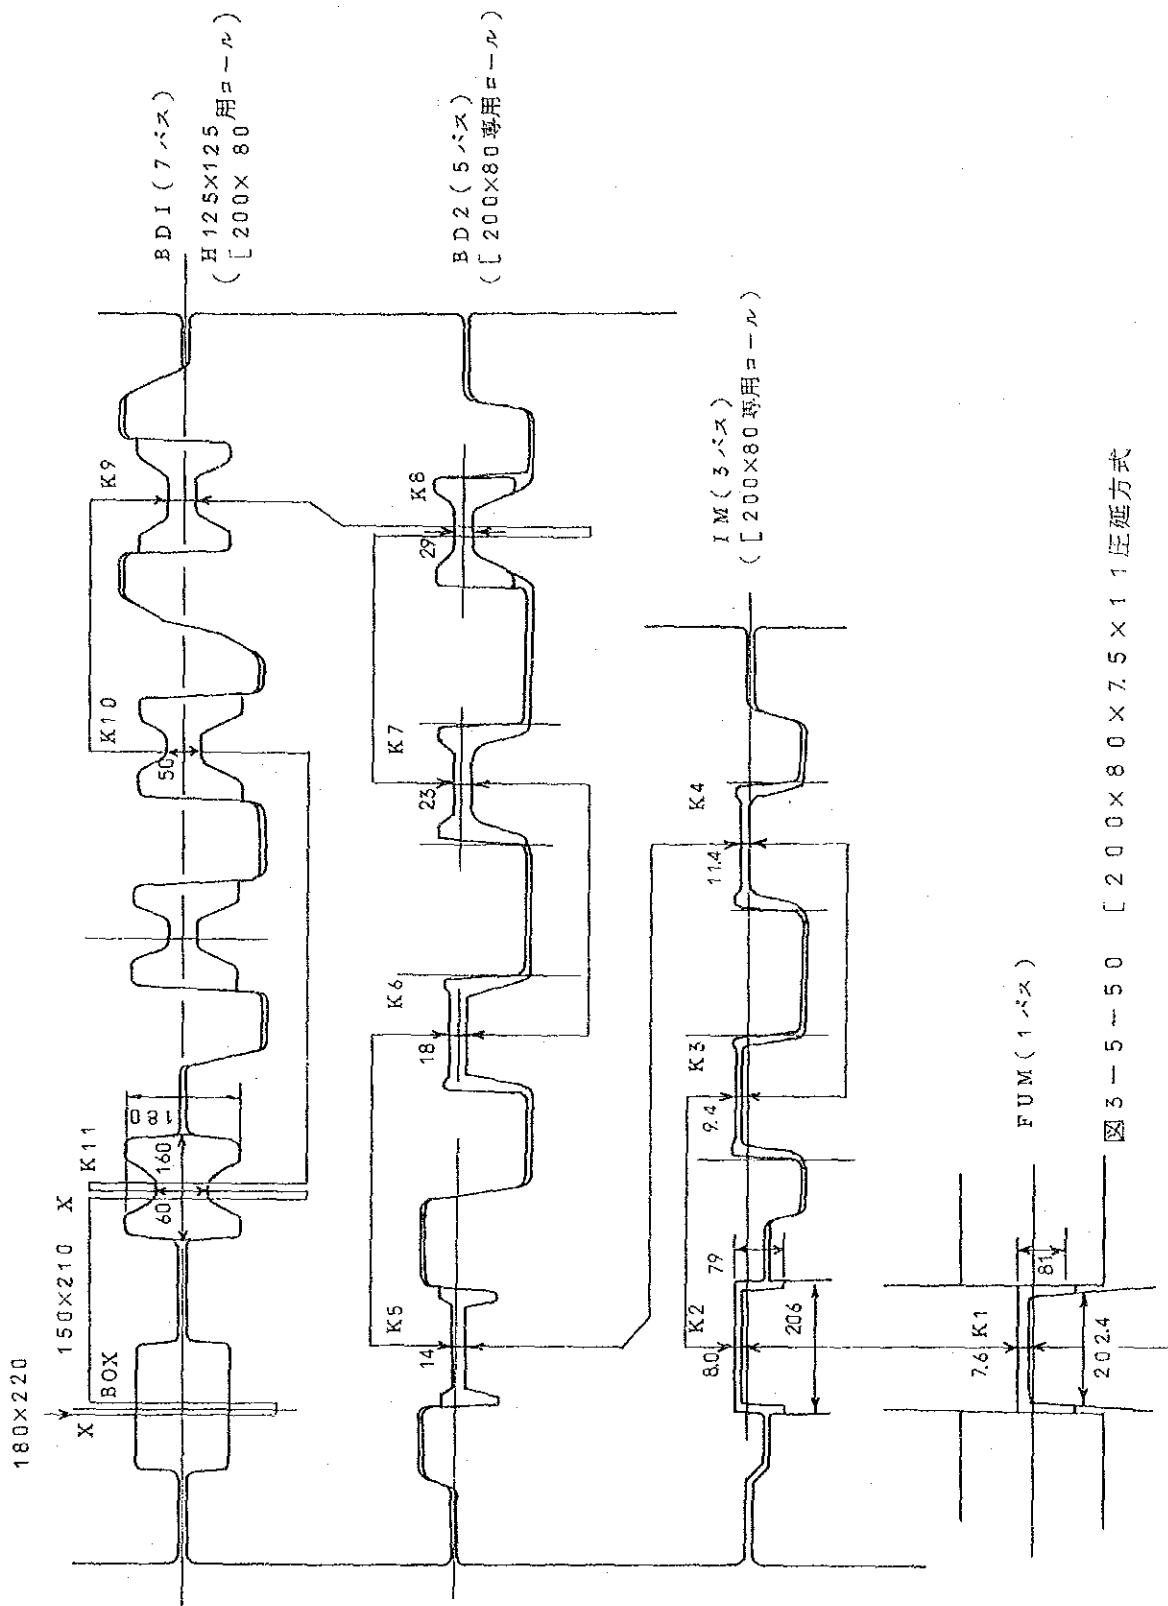 180×220
X
150×210 X
BOX
K11
160
60
180
K10
50
K9
BD1(7パス)
(H125×125
[200×80用ロール)
K5
14
K6
18
K7
23
K8
29
BD2(5パス)
([200×80専用ロール)
K2
8.0
79
206
K3
9.4
K4
11.4
IM(3パス)
([200×80専用ロール)
7.6
K1
81
202.4
FUM(1パス)
図3-5-50 [200×80×7.5×11圧延方式